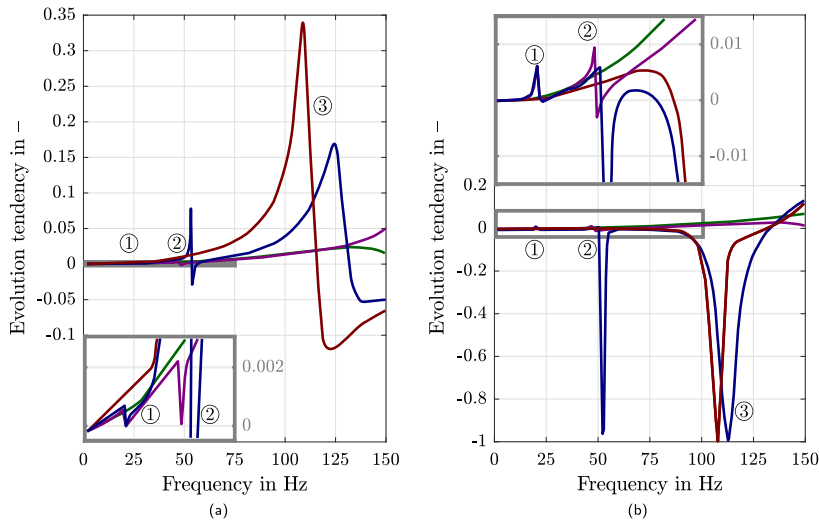 0.35
0.3
0.25
0.2
0.15
0.1
0.05
0
-0.05
-0.1
Evolution tendency in −
① ② ③
0.002
0
① ②
0 25 50 75 100 125 150
Frequency in Hz
(a)
0.01
0
-0.01
① ②
0.2
0
-0.2
-0.4
-0.6
-0.8
-1
Evolution tendency in −
① ② ③
0 25 50 75 100 125 150
Frequency in Hz
(b)